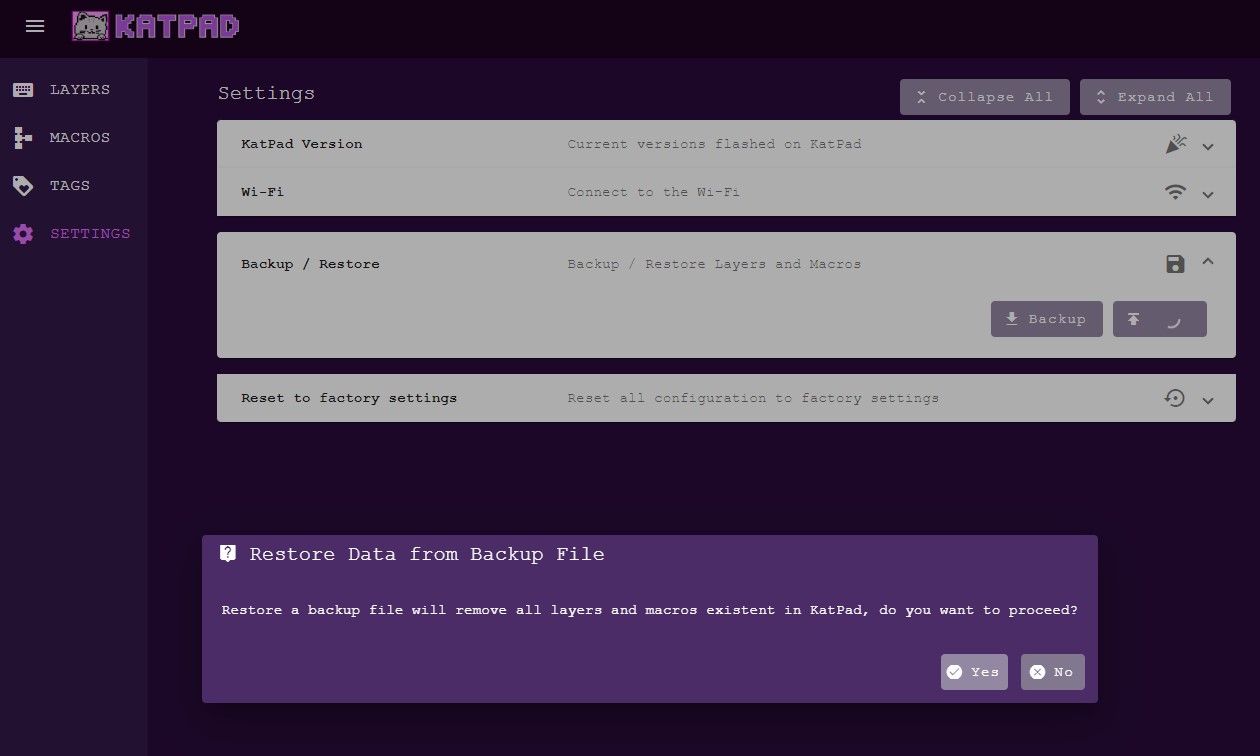 KATPAD
LAYERS
MACROS
TAGS
SETTINGS
Settings
Collapse All
Expand All
KatPad Version Current versions flashed on KatPad
Wi-Fi Connect to the Wi-Fi
Backup / Restore Backup / Restore Layers and Macros
Backup
Reset to factory settings Reset all configuration to factory settings
Restore Data from Backup File
Restore a backup file will remove all layers and macros existent in KatPad, do you want to proceed?
Yes
No